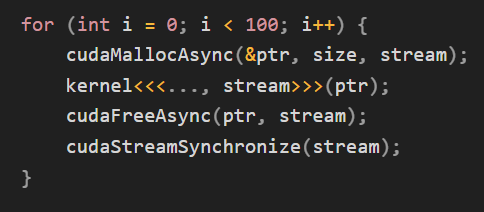 for (int i = 0; i < 100; i++) {
    cudaMallocAsync(&ptr, size, stream);
    kernel<<<..., stream>>>(ptr);
    cudaFreeAsync(ptr, stream);
    cudaStreamSynchronize(stream);
}